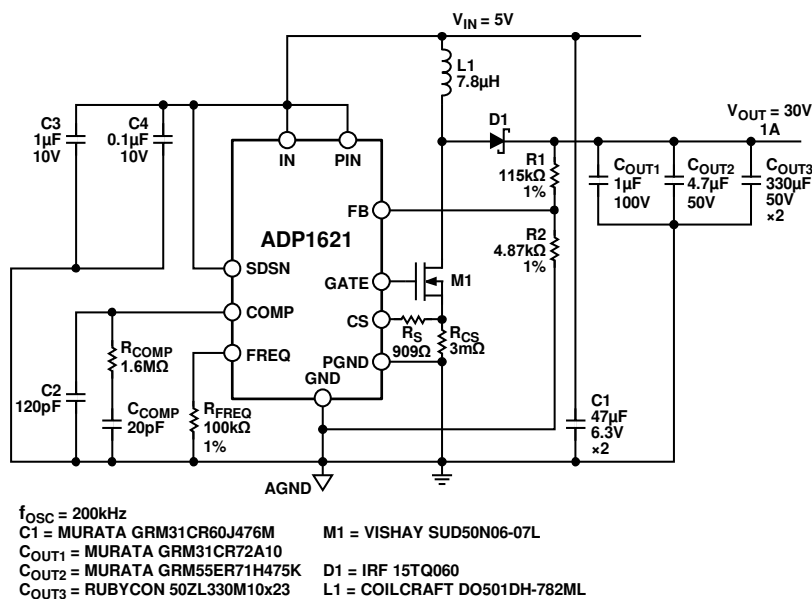 V_IN = 5V
L1
7.8µH
D1
V_OUT = 30V
1A
C3
1µF
10V
C4
0.1µF
10V
IN
PIN
R1
115kΩ
1%
C_OUT1
1µF
100V
C_OUT2
4.7µF
50V
C_OUT3
330µF
50V
×2
FB
ADP1621
R2
4.87kΩ
1%
SDSN
GATE
M1
COMP
CS
R_S
909Ω
R_CS
3mΩ
R_COMP
1.6MΩ
FREQ
PGND
GND
C2
120pF
C_COMP
20pF
R_FREQ
100kΩ
1%
C1
47µF
6.3V
×2
AGND
f_OSC = 200kHz
C1 = MURATA GRM31CR60J476M
M1 = VISHAY SUD50N06-07L
C_OUT1 = MURATA GRM31CR72A10
C_OUT2 = MURATA GRM55ER71H475K
D1 = IRF 15TQ060
C_OUT3 = RUBYCON 50ZL330M10x23
L1 = COILCRAFT DO501DH-782ML